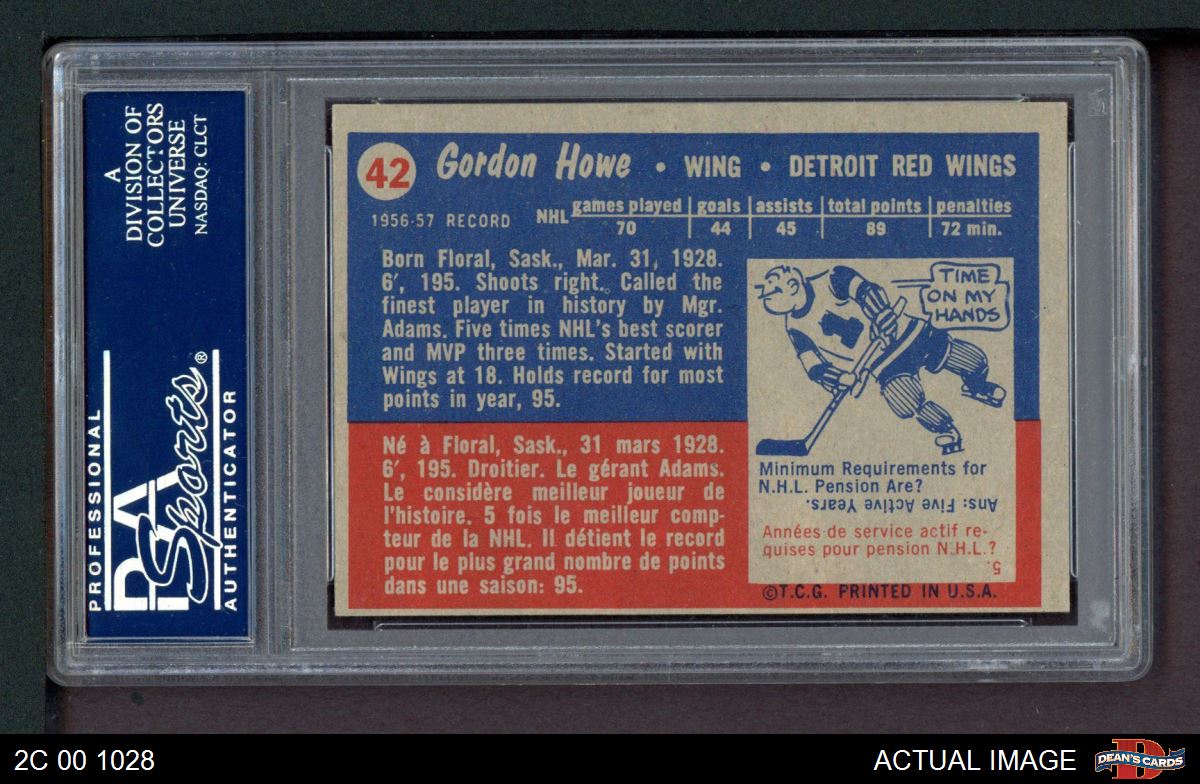 A
DIVISION OF
COLLECTORS
UNIVERSE
NASDAQ: CLCT
PROFESSIONAL
PSA
Sports®
AUTHENTICATOR
42 Gordon Howe • WING • DETROIT RED WINGS
1956-57 RECORD NHL games played goals assists total points penalties
70 44 45 89 72 min.
Born Floral, Sask., Mar. 31, 1928.
6′, 195. Shoots right. Called the
finest player in history by Mgr.
Adams. Five times NHL's best scorer
and MVP three times. Started with
Wings at 18. Holds record for most
points in year, 95.
Né à Floral, Sask., 31 mars 1928.
6′, 195. Droitier. Le gérant Adams.
Le considère meilleur joueur de
l'histoire. 5 fois le meilleur comp-
teur de la NHL. Il détient le record
pour le plus grand nombre de points
dans une saison: 95.
TIME
ON MY
HANDS
Minimum Requirements for
N.H.L. Pension Are?
Ans: Five Active Years.
Années de service actif re-
quises pour pension N.H.L.?
5.
©T.C.G. PRINTED IN U.S.A.
2C 00 1028
ACTUAL IMAGE
D
DEAN'S CARDS